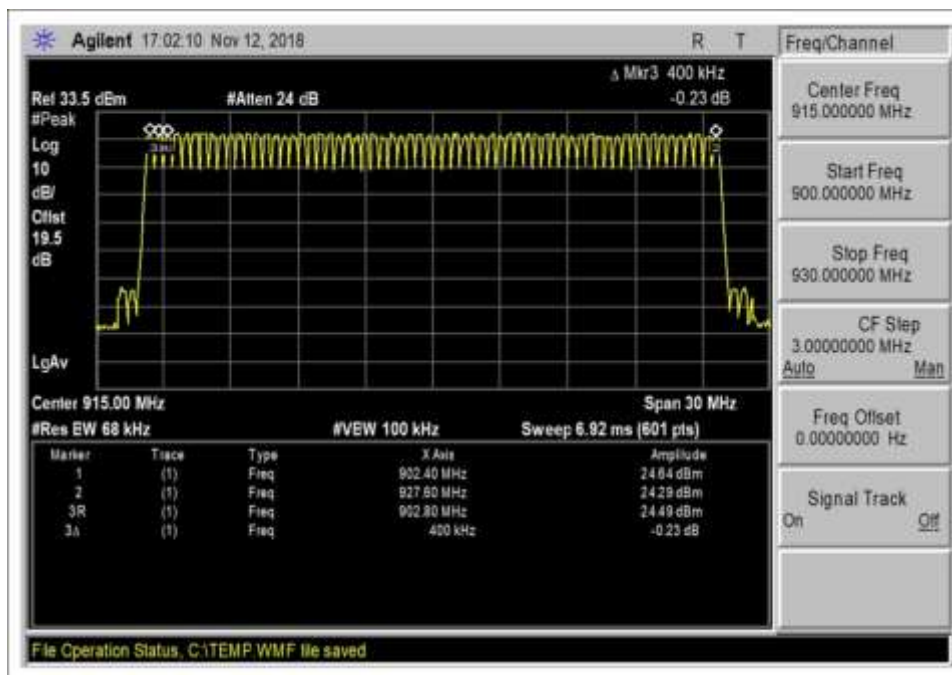 Agilent 17:02:10 Nov 12, 2018 R T
Freq/Channel
Δ Mkr3 400 kHz
Ref 33.5 dBm #Atten 24 dB -0.23 dB
#Peak
Log
10
dB/
Offst
19.5
dB
LgAv
Center 915.00 MHz Span 30 MHz
#Res BW 68 kHz #VBW 100 kHz Sweep 6.92 ms (601 pts)
Marker Trace Type X Axis Amplitude
1 (1) Freq 902.40 MHz 24.64 dBm
2 (1) Freq 927.60 MHz 24.29 dBm
3R (1) Freq 902.80 MHz 24.49 dBm
3Δ (1) Freq 400 kHz -0.23 dB
Center Freq
915.000000 MHz
Start Freq
900.000000 MHz
Stop Freq
930.000000 MHz
CF Step
3.00000000 MHz
Auto Man
Freq Offset
0.00000000 Hz
Signal Track
On Off
File Operation Status, C:\TEMP.WMF file saved